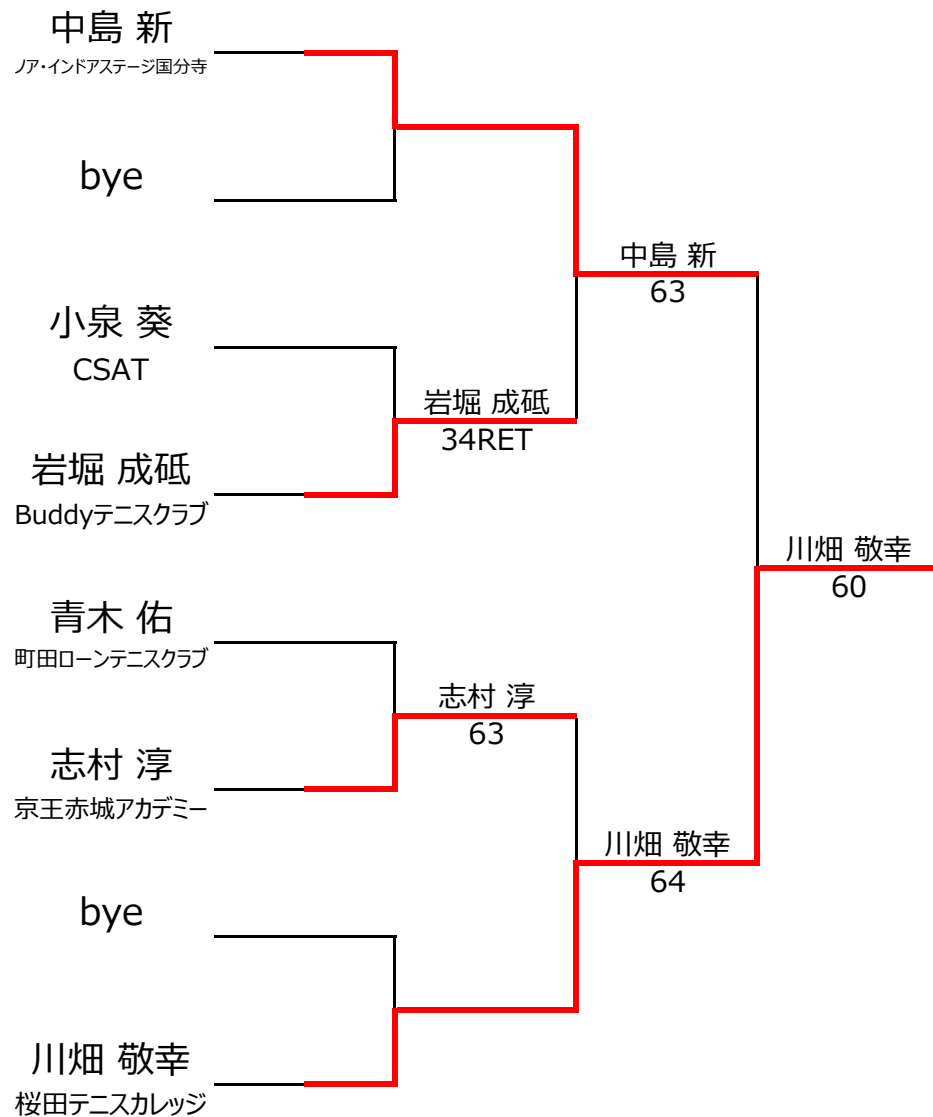 中島 新
ノア・インドアステージ国分寺
bye
小泉 葵
CSAT
岩堀 成砥
Buddyテニスクラブ
青木 佑
町田ローンテニスクラブ
志村 淳
京王赤城アカデミー
bye
川畑 敬幸
桜田テニスカレッジ
岩堀 成砥
34RET
志村 淳
63
中島 新
63
川畑 敬幸
64
川畑 敬幸
60